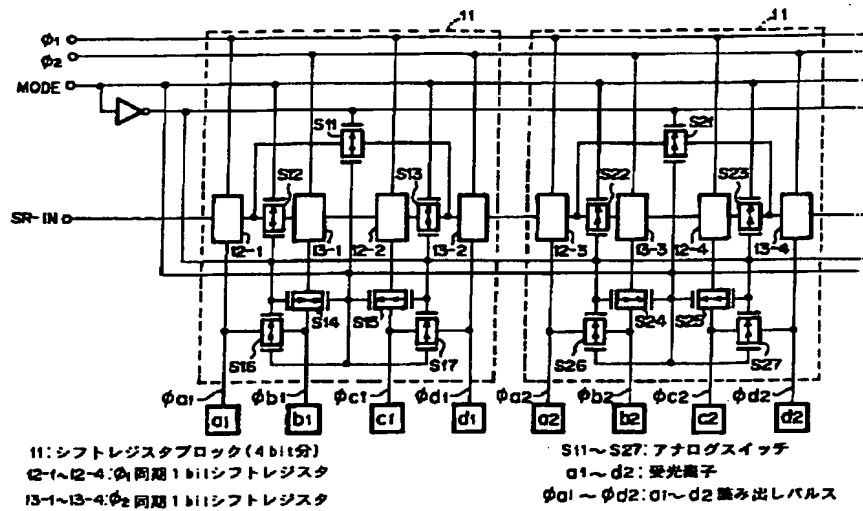 11
11
φ1
φ2
MODE
S11
S21
S12
S13
S22
S23
SR-IN
12-1
13-1
12-2
13-2
12-3
13-3
12-4
13-4
S14
S15
S24
S25
S16
S17
S26
S27
φa1
φb1
φc1
φd1
φa2
φb2
φc2
φd2
a1
b1
c1
d1
a2
b2
c2
d2
11:シフトレジスタブロック(4bit分)
12-1~12-4:φ1同期1bitシフトレジスタ
13-1~13-4:φ2同期1bitシフトレジスタ
S11~S27:アナログスイッチ
a1~d2:受光素子
φa1~φd2:a1~d2読み出しパルス